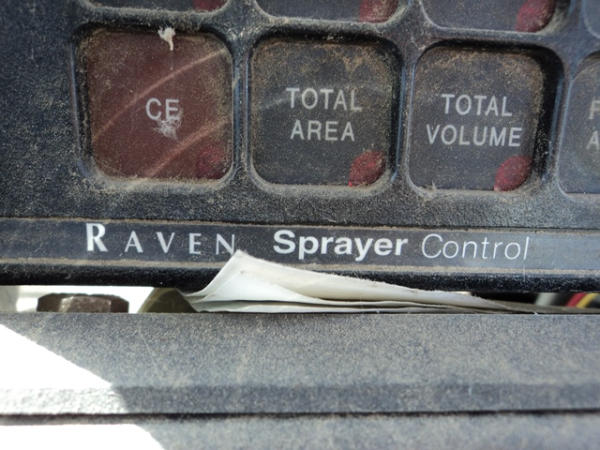 CE
TOTAL
AREA
TOTAL
VOLUME
RAVEN Sprayer Control